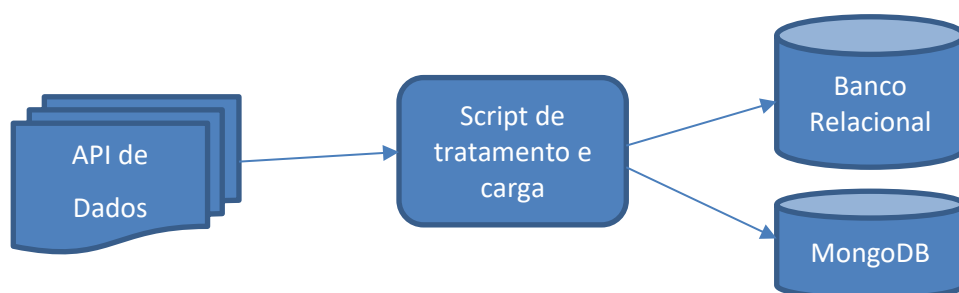 API de
Dados
Script de
tratamento e
carga
Banco
Relacional
MongoDB